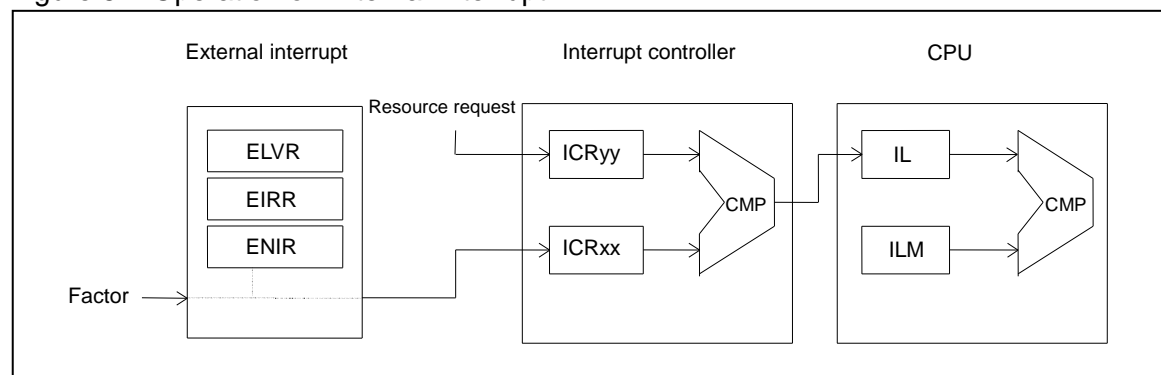 External interrupt
Interrupt controller
CPU
Resource request
ELVR
EIRR
ENIR
Factor
ICRyy
ICRxx
CMP
IL
ILM
CMP